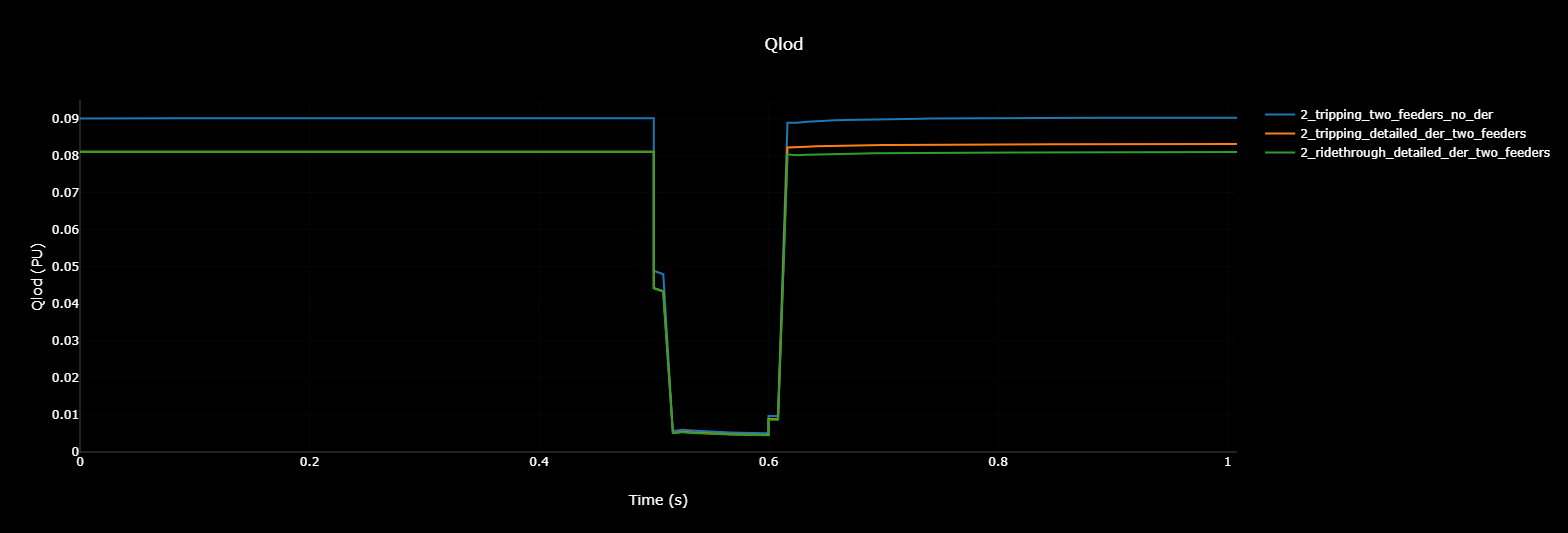 Qlod
0.09
0.08
0.07
0.06
0.05
0.04
0.03
0.02
0.01
0
Qlod (PU)
0
0.2
0.4
0.6
0.8
1
Time (s)
2_tripping_two_feeders_no_der
2_tripping_detailed_der_two_feeders
2_ridethrough_detailed_der_two_feeders